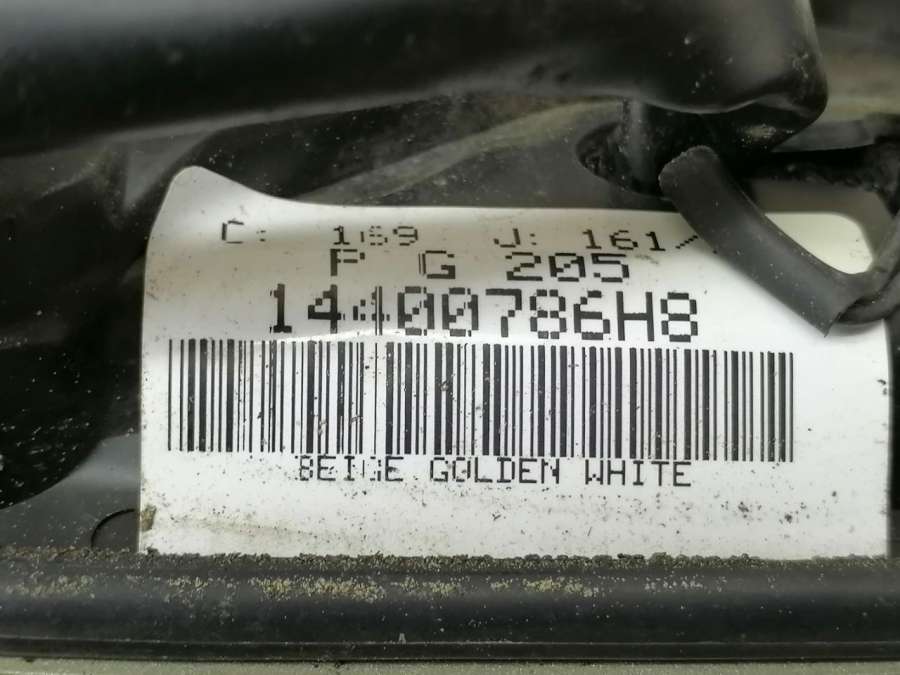 C: 169 J: 161/
P G 205
14400786H8
BEIGE GOLDEN WHITE